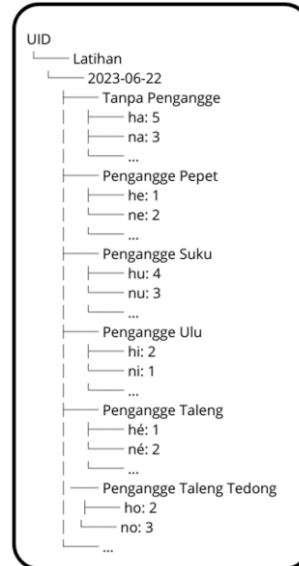 UID
Latihan
2023-06-22
Tanpa Pengangge
ha: 5
na: 3
...
Pengangge Pepet
he: 1
ne: 2
...
Pengangge Suku
hu: 4
nu: 3
...
Pengangge Ulu
hi: 2
ni: 1
...
Pengangge Taleng
hé: 1
né: 2
...
Pengangge Taleng Tedong
ho: 2
no: 3
...